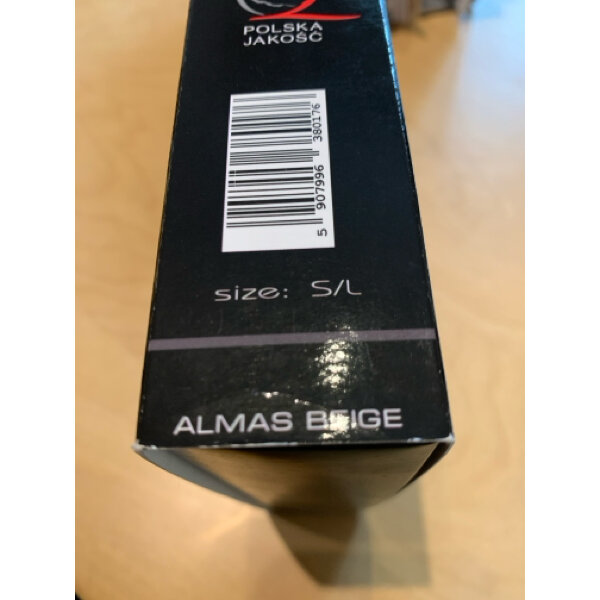 POLSKA
JAKOŚĆ
5 907996 380176
size: S/L
ALMAS BEIGE